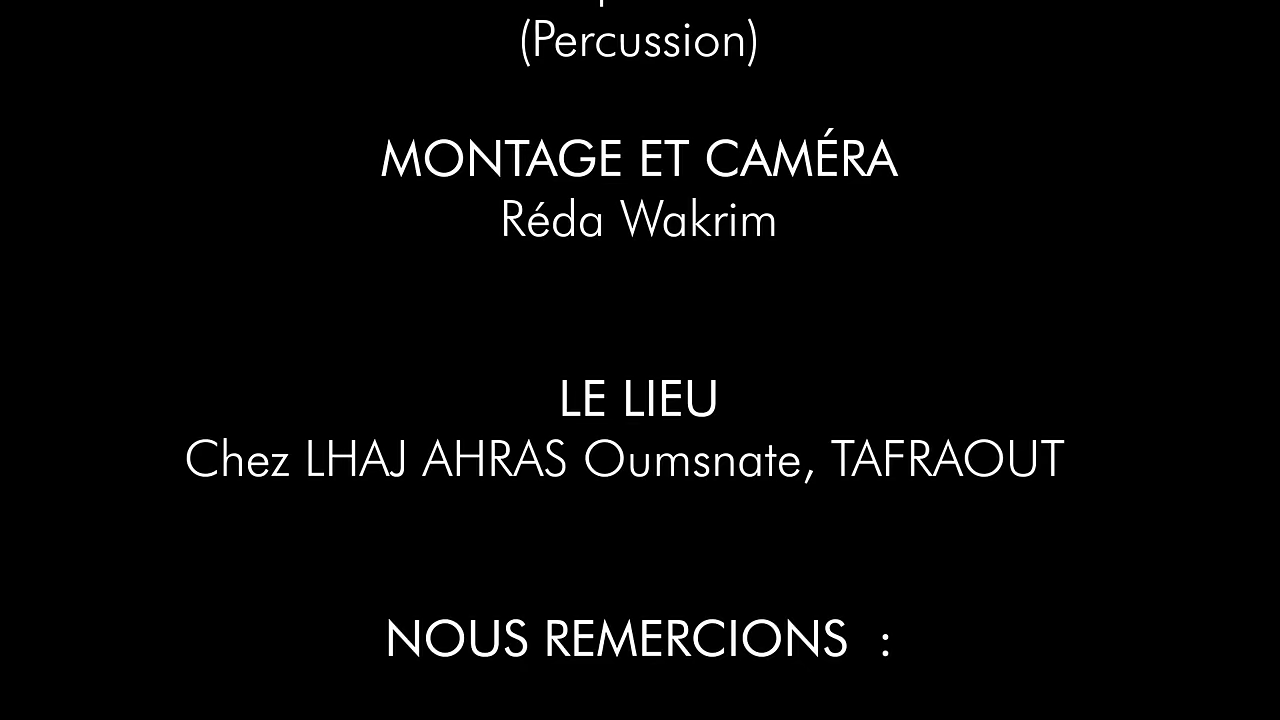 (Percussion)
MONTAGE ET CAMÉRA
Réda Wakrim
LE LIEU
Chez LHAJ AHRAS Oumsnate, TAFRAOUT
NOUS REMERCIONS  :